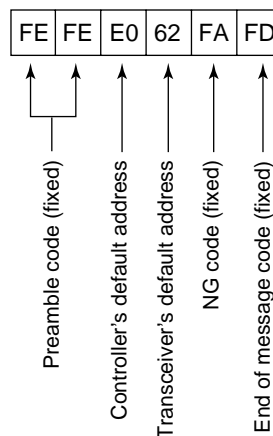 FE FE E0 62 FA FD
Preamble code (fixed)
Controller's default address
Transceiver's default address
NG code (fixed)
End of message code (fixed)